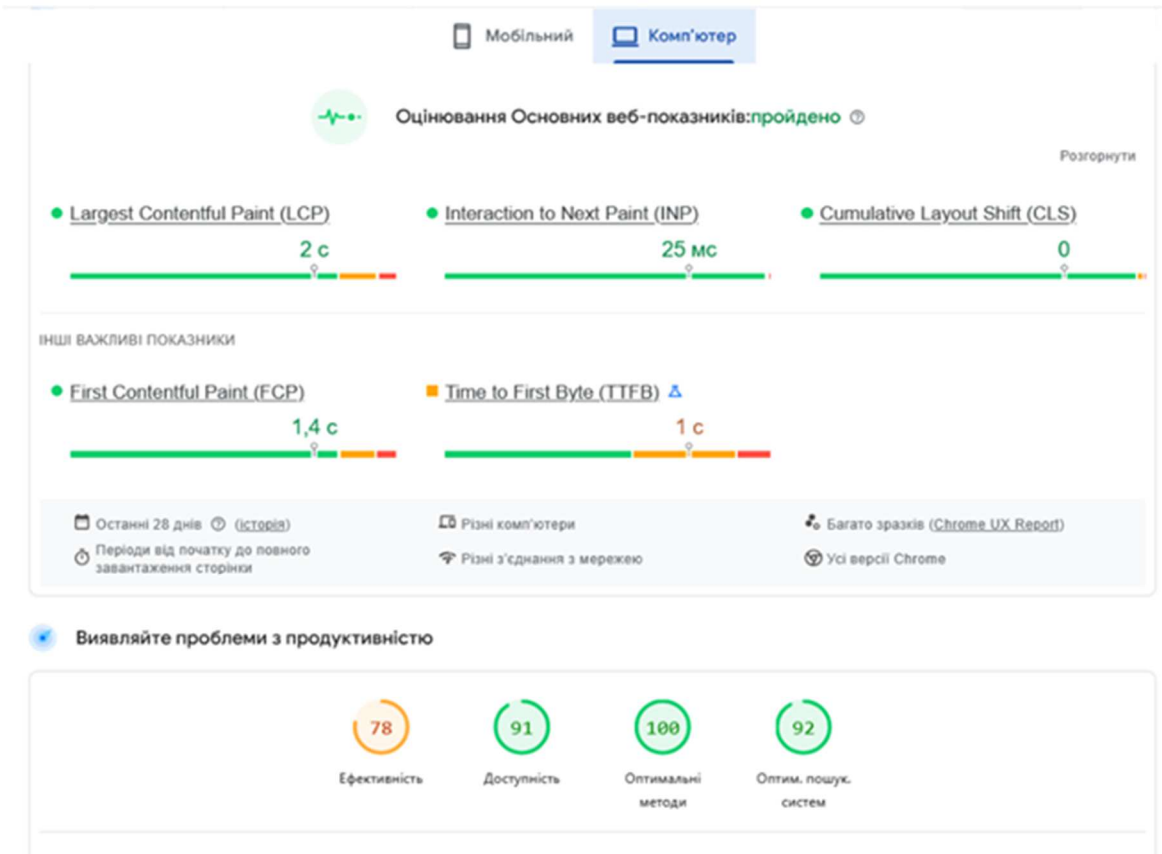 Мобільний Комп'ютер
Оцінювання Основних веб-показників:пройдено
Розгорнути
Largest Contentful Paint (LCP) Interaction to Next Paint (INP) Cumulative Layout Shift (CLS)
2 с 25 мс 0
ІНШІ ВАЖЛИВІ ПОКАЗНИКИ
First Contentful Paint (FCP) Time to First Byte (TTFB)
1,4 с 1 с
Останні 28 днів (історія) Різні комп'ютери Багато зразків (Chrome UX Report)
Періоди від початку до повного
завантаження сторінки Різні з'єднання з мережею Усі версії Chrome
Виявляйте проблеми з продуктивністю
78 91 100 92
Ефективність Доступність Оптимальні Оптим. пошук.
методи систем